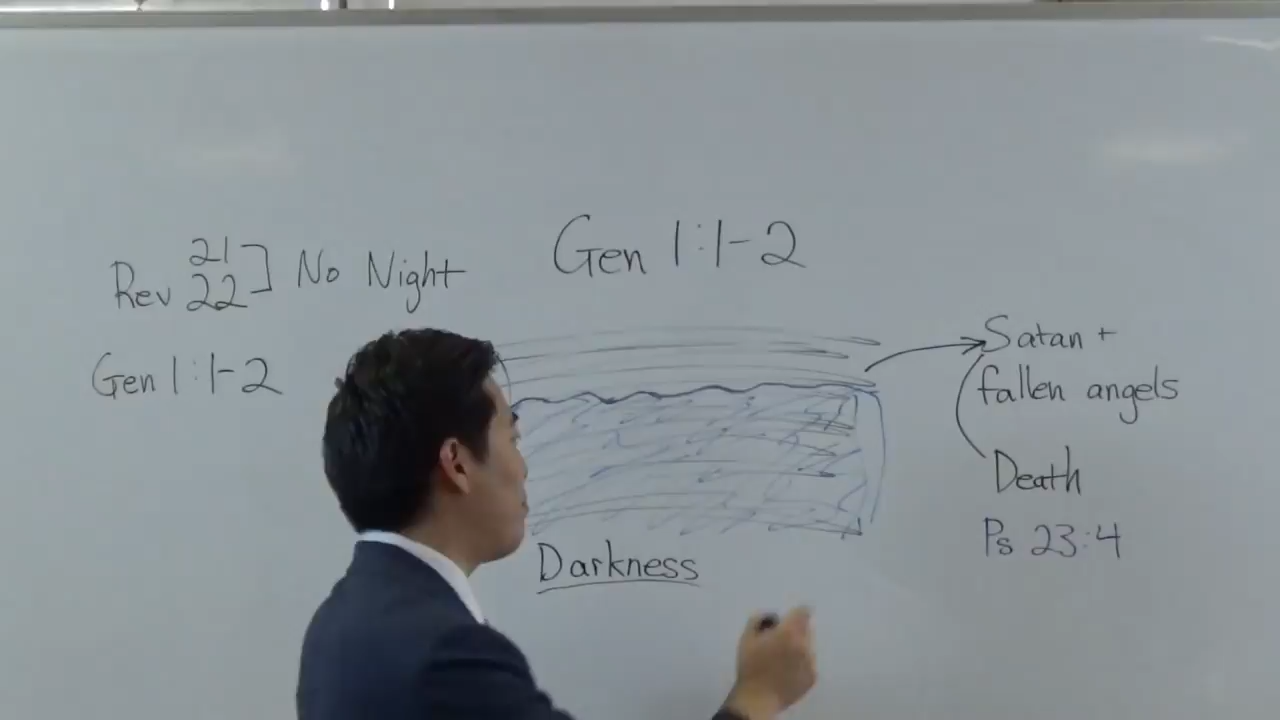 Gen 1:1-2
21
Rev 22] No Night
Gen 1:1-2
Satan +
fallen angels
Death
Ps 23:4
Darkness